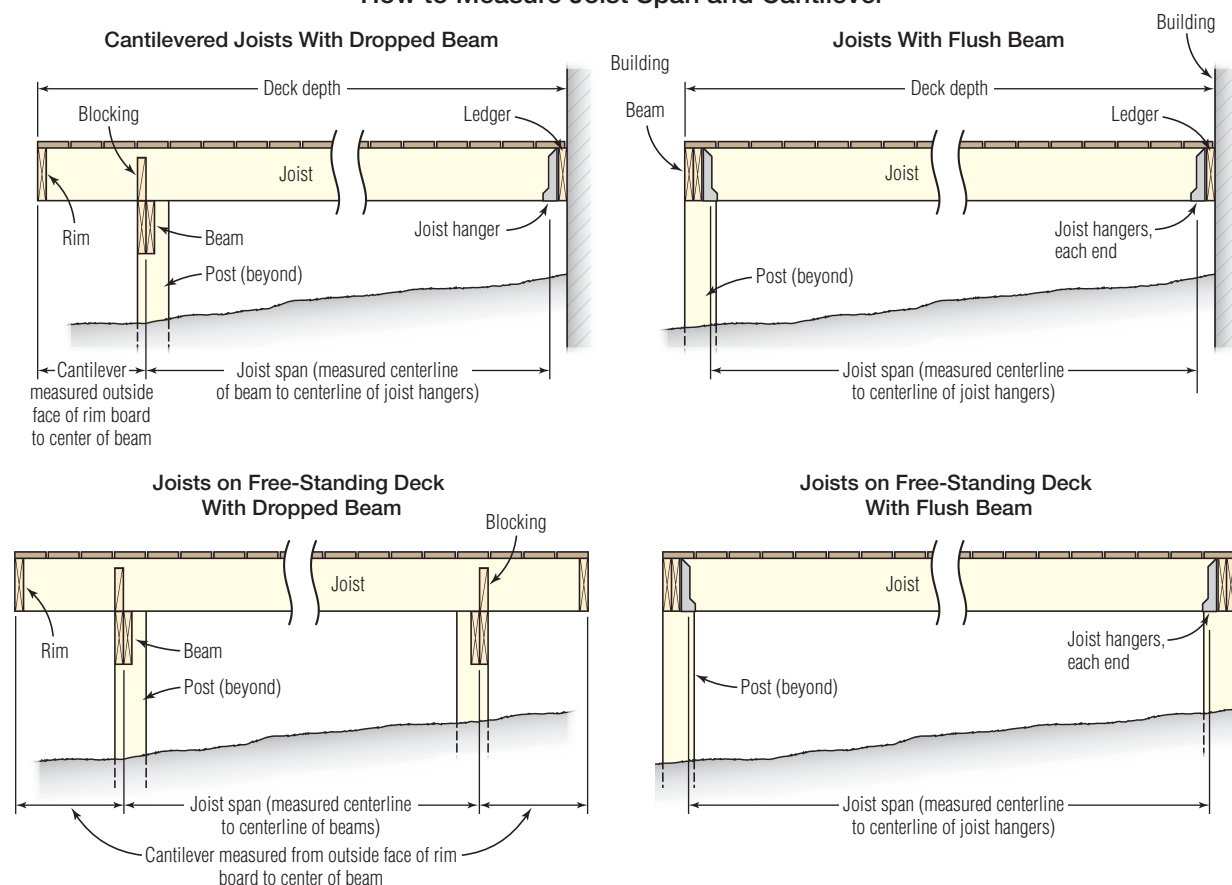 How to Measure Joist Span and Cantilever
Cantilevered Joists With Dropped Beam
Deck depth
Blocking
Ledger
Joist
Rim
Beam
Joist hanger
Post (beyond)
Cantilever
measured outside
face of rim board
to center of beam
Joist span (measured centerline
of beam to centerline of joist hangers)
Joists With Flush Beam
Building
Building
Deck depth
Beam
Ledger
Joist
Joist hangers,
each end
Post (beyond)
Joist span (measured centerline
to centerline of joist hangers)
Joists on Free-Standing Deck
With Dropped Beam
Blocking
Joist
Rim
Beam
Post (beyond)
Joist span (measured centerline
to centerline of beams)
Cantilever measured from outside face of rim
board to center of beam
Joists on Free-Standing Deck
With Flush Beam
Joist
Joist hangers,
each end
Post (beyond)
Joist span (measured centerline
to centerline of joist hangers)